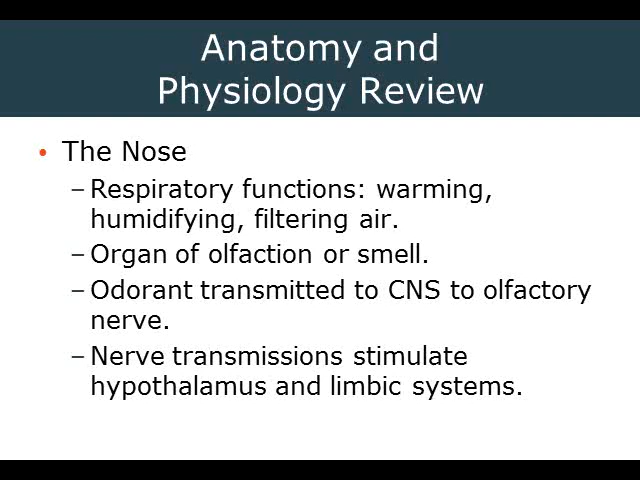 Anatomy and
Physiology Review
• The Nose
– Respiratory functions: warming,
humidifying, filtering air.
– Organ of olfaction or smell.
– Odorant transmitted to CNS to olfactory
nerve.
– Nerve transmissions stimulate
hypothalamus and limbic systems.